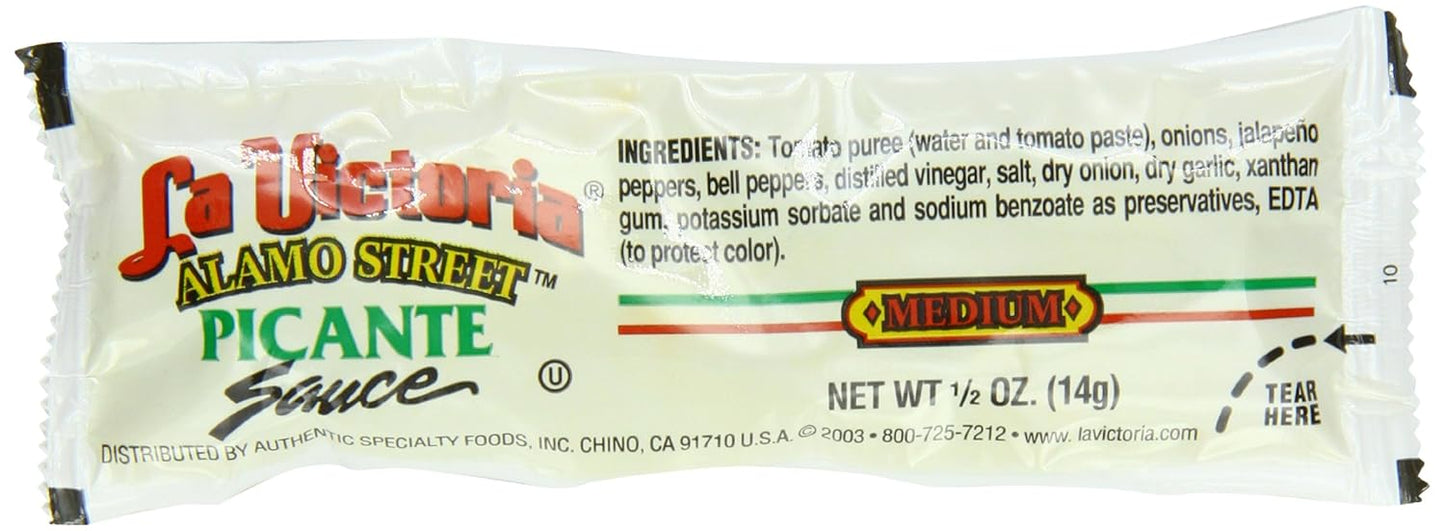 La Victoria®
ALAMO STREET™
PICANTE
Sauce
U
INGREDIENTS: Tomato puree (water and tomato paste), onions, jalapeño
peppers, bell peppers, distilled vinegar, salt, dry onion, dry garlic, xanthan
gum, potassium sorbate and sodium benzoate as preservatives, EDTA
(to protect color).
MEDIUM
NET WT ½ OZ. (14g)
TEAR
HERE
10
DISTRIBUTED BY AUTHENTIC SPECIALTY FOODS, INC. CHINO, CA 91710 U.S.A. © 2003 • 800-725-7212 • www. lavictoria.com